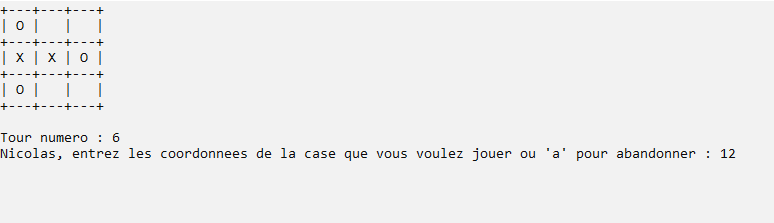 +---+---+---+
| O |   |   |
+---+---+---+
| X | X | O |
+---+---+---+
| O |   |   |
+---+---+---+
Tour numero : 6
Nicolas, entrez les coordonnees de la case que vous voulez jouer ou 'a' pour abandonner : 12